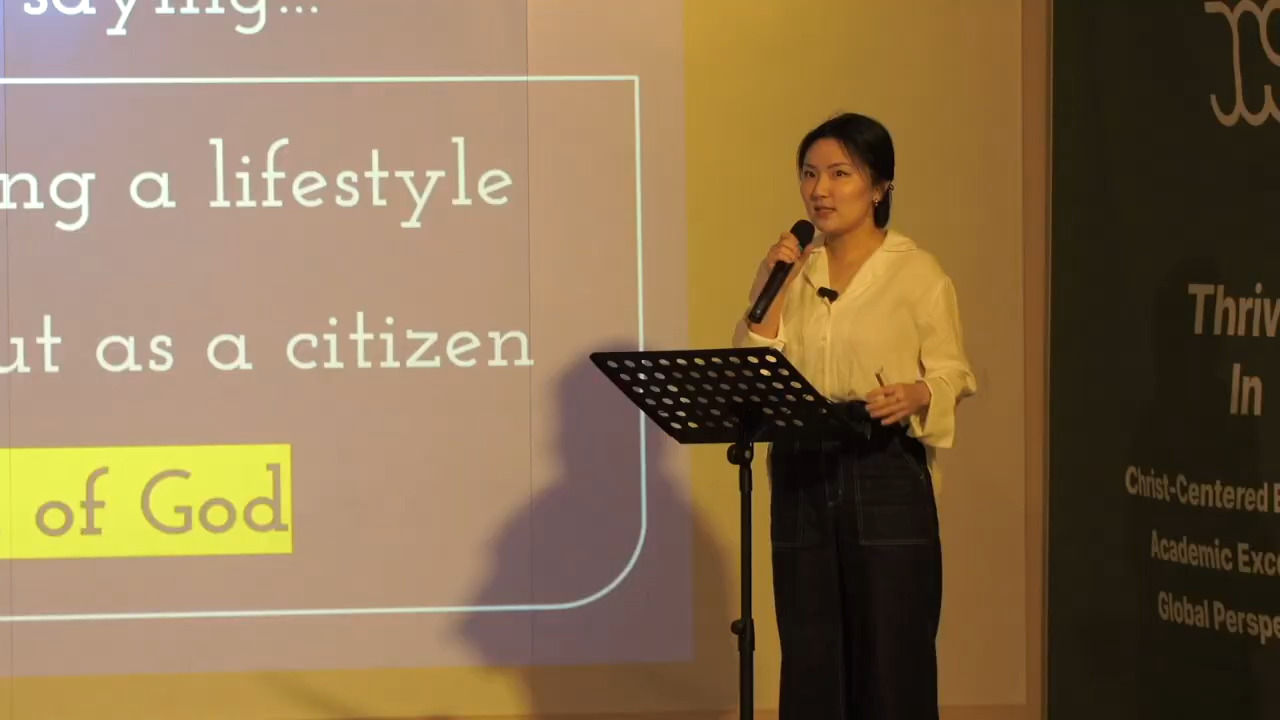 saying...
ng a lifestyle
ut as a citizen
of God
Thriv
In
Christ-Centered E
Academic Exce
Global Perspe